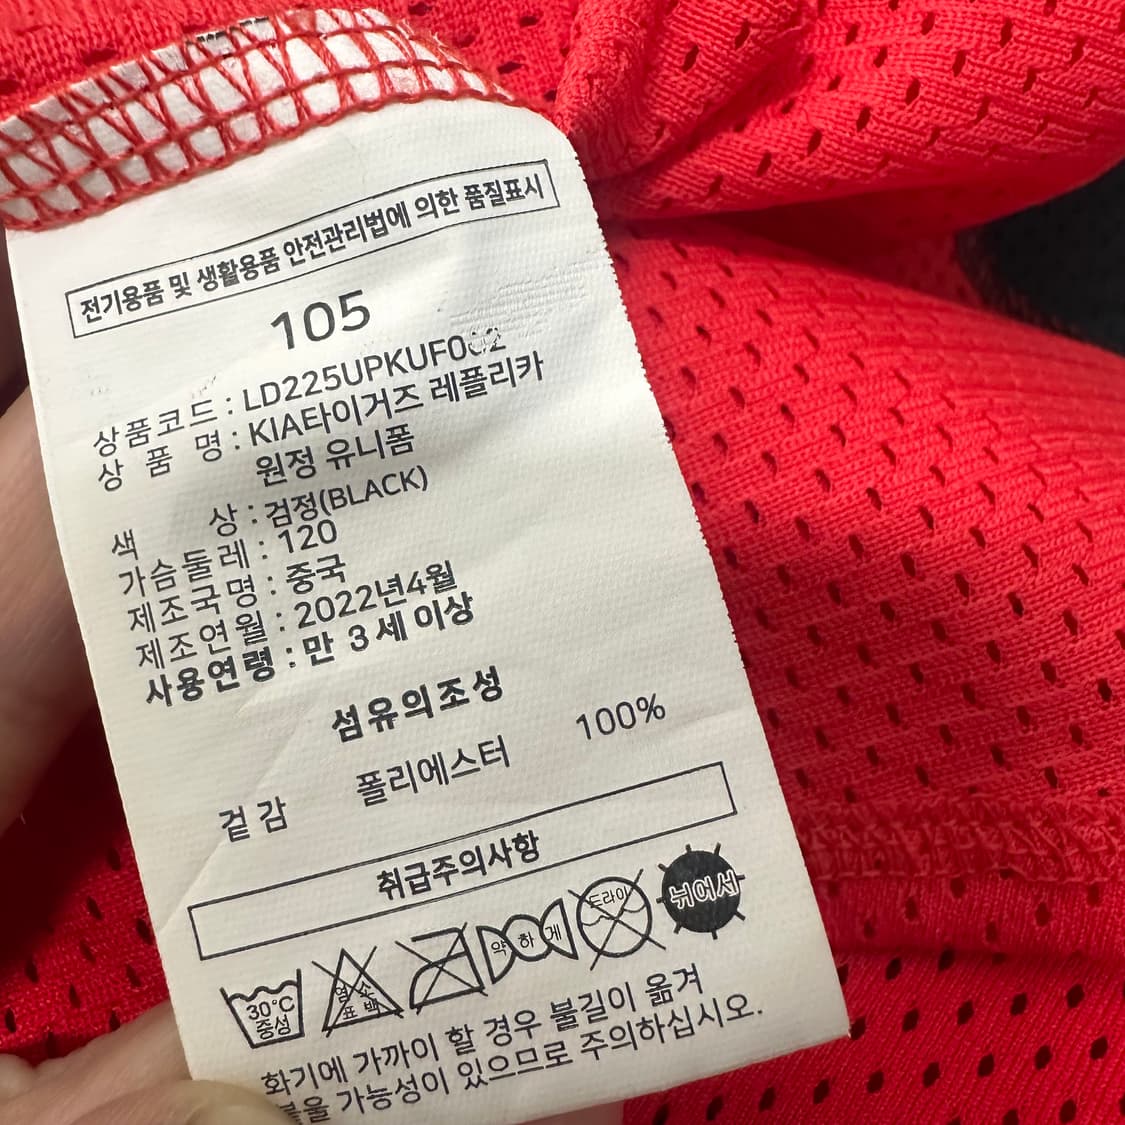 전기용품 및 생활용품 안전관리법에 의한 품질표시
105
상품코드 : LD225UPKUF002
상 품 명 : KIA타이거즈 레플리카
원정 유니폼
색 상 : 검정(BLACK)
가슴둘레 : 120
제조국명 : 중국
제조연월 : 2022년4월
사용연령 : 만 3세 이상
섬유의조성
겉감 폴리에스터 100%
취급주의사항
30°C 중성
염소 표백
약하게
드라이
뉘어서
화기에 가까이 할 경우 불길이 옮겨
붙을 가능성이 있으므로 주의하십시오.